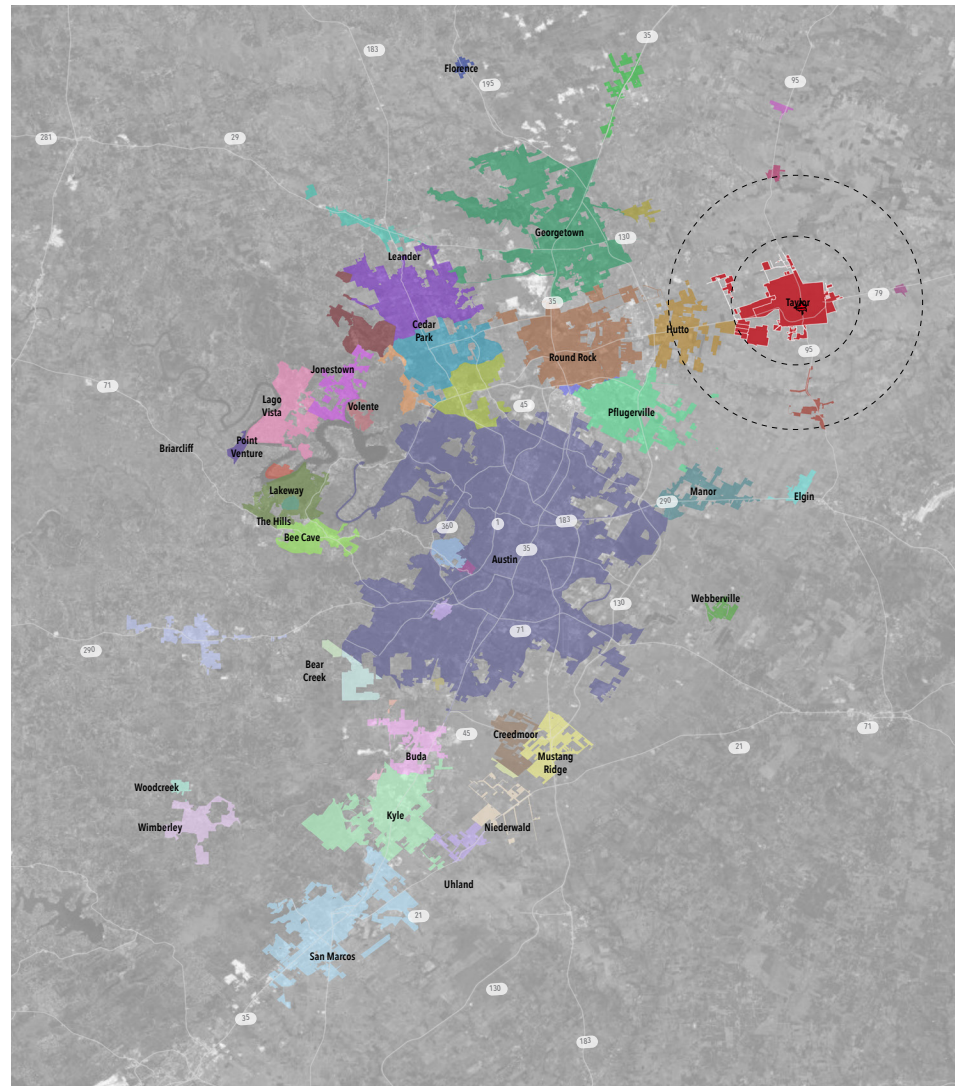 35
183
Florence
195
95
281
29
Georgetown
130
Leander
79
Taylor
35
Cedar
Park
Hutto
95
Round Rock
Jonestown
71
Lago
Vista
Volente
45
Pflugerville
Point
Venture
Briarcliff
Lakeway
Manor
Elgin
290
The Hills
360
1
183
Bee Cave
35
Austin
Webberville
130
71
290
Bear
Creek
71
Creedmoor
45
21
Buda
Mustang
Ridge
Woodcreek
Kyle
Wimberley
Niederwald
Uhland
21
San Marcos
130
35
183